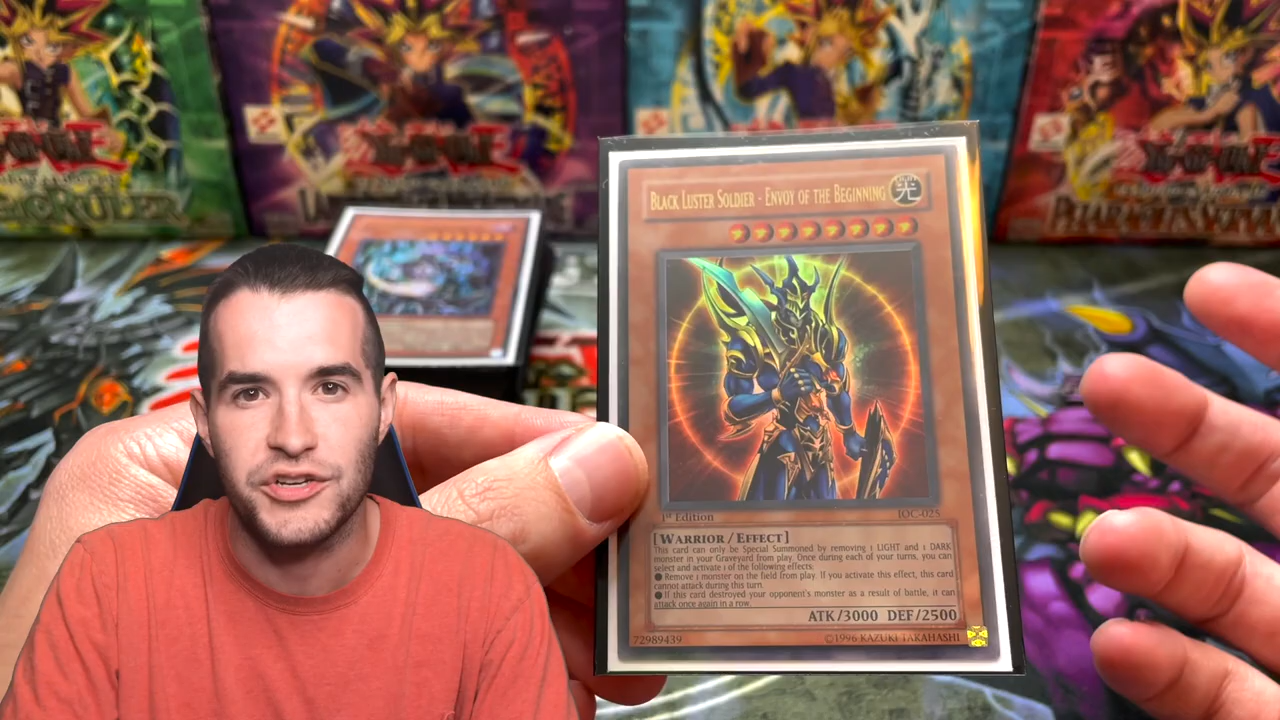 BLACK LUSTER SOLDIER - ENVOY OF THE BEGINNING
LIGHT
光
1st Edition
IOC-025
[WARRIOR/EFFECT]
This card can only be Special Summoned by removing 1 LIGHT and 1 DARK
monster in your Graveyard from play. Once during each of your turns, you can
select and activate 1 of the following effects:
● Remove 1 monster on the field from play. If you activate this effect, this card
cannot attack during this turn.
● If this card destroyed your opponent's monster as a result of battle, it can
attack once again in a row.
ATK/3000 DEF/2500
72989439
©1996 KAZUKI TAKAHASHI